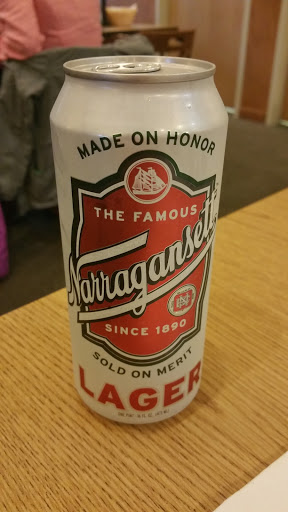 MADE ON HONOR
THE FAMOUS
Narragansett
SINCE 1890
SOLD ON MERIT
LAGER